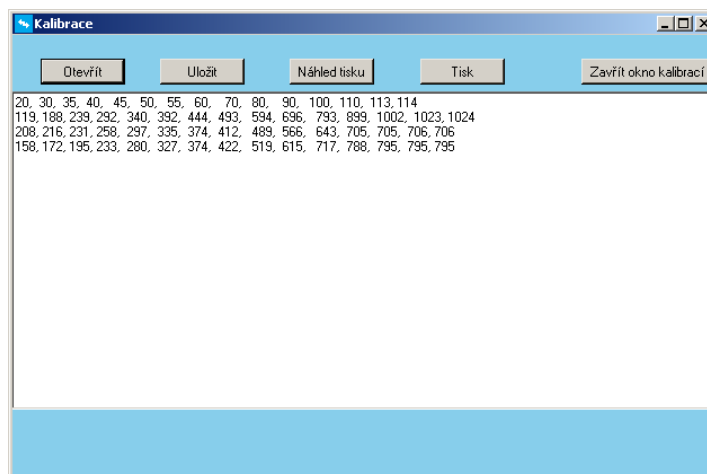 Kalibrace
Otevřít Uložit Náhled tisku Tisk Zavřít okno kalibrací
20, 30, 35, 40, 45, 50, 55, 60, 70, 80, 90, 100, 110, 113, 114
119, 188, 239, 292, 340, 392, 444, 493, 594, 696, 793, 899, 1002, 1023, 1024
208, 216, 231, 258, 297, 335, 374, 412, 489, 566, 643, 705, 705, 706, 706
158, 172, 195, 233, 280, 327, 374, 422, 519, 615, 717, 788, 795, 795, 795